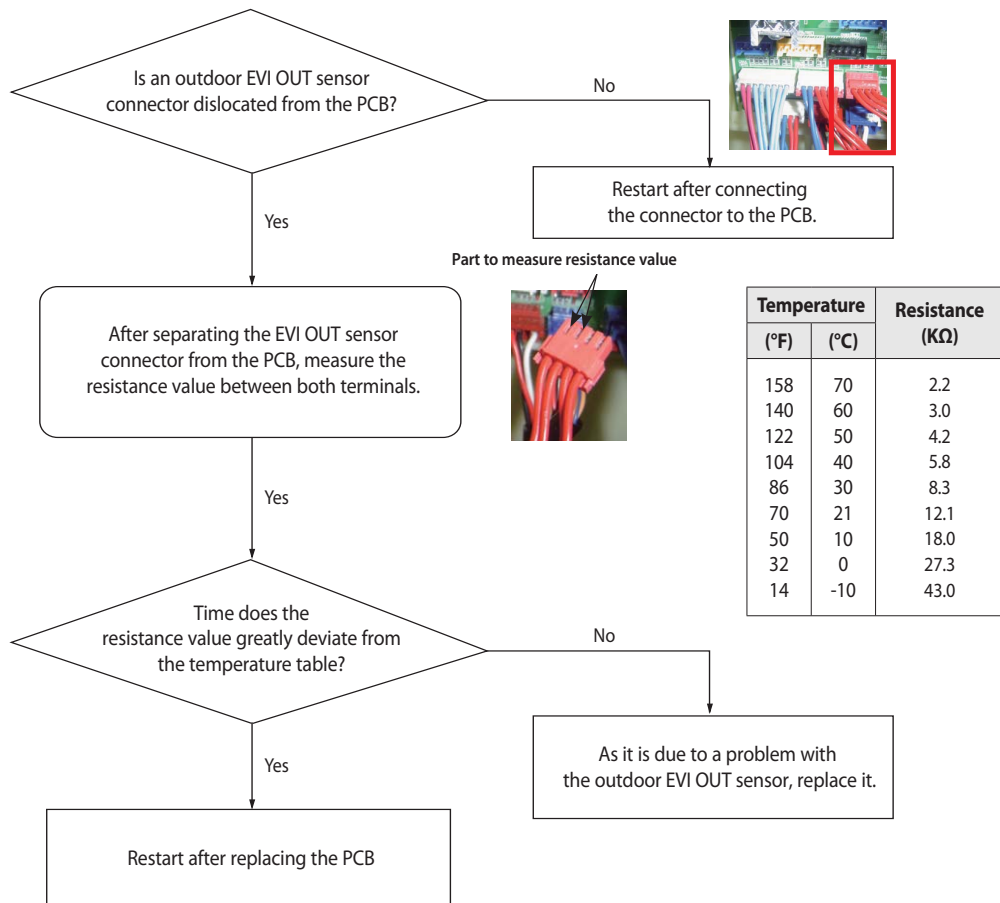 Is an outdoor EVI OUT sensor
connector dislocated from the PCB?
No
Restart after connecting
the connector to the PCB.
Yes
Part to measure resistance value
After separating the EVI OUT sensor
connector from the PCB, measure the
resistance value between both terminals.
Temperature Resistance
(KΩ)
(°F) (°C)
158 70 2.2
140 60 3.0
122 50 4.2
104 40 5.8
86 30 8.3
70 21 12.1
50 10 18.0
32 0 27.3
14 -10 43.0
Yes
Time does the
resistance value greatly deviate from
the temperature table?
No
As it is due to a problem with
the outdoor EVI OUT sensor, replace it.
Yes
Restart after replacing the PCB